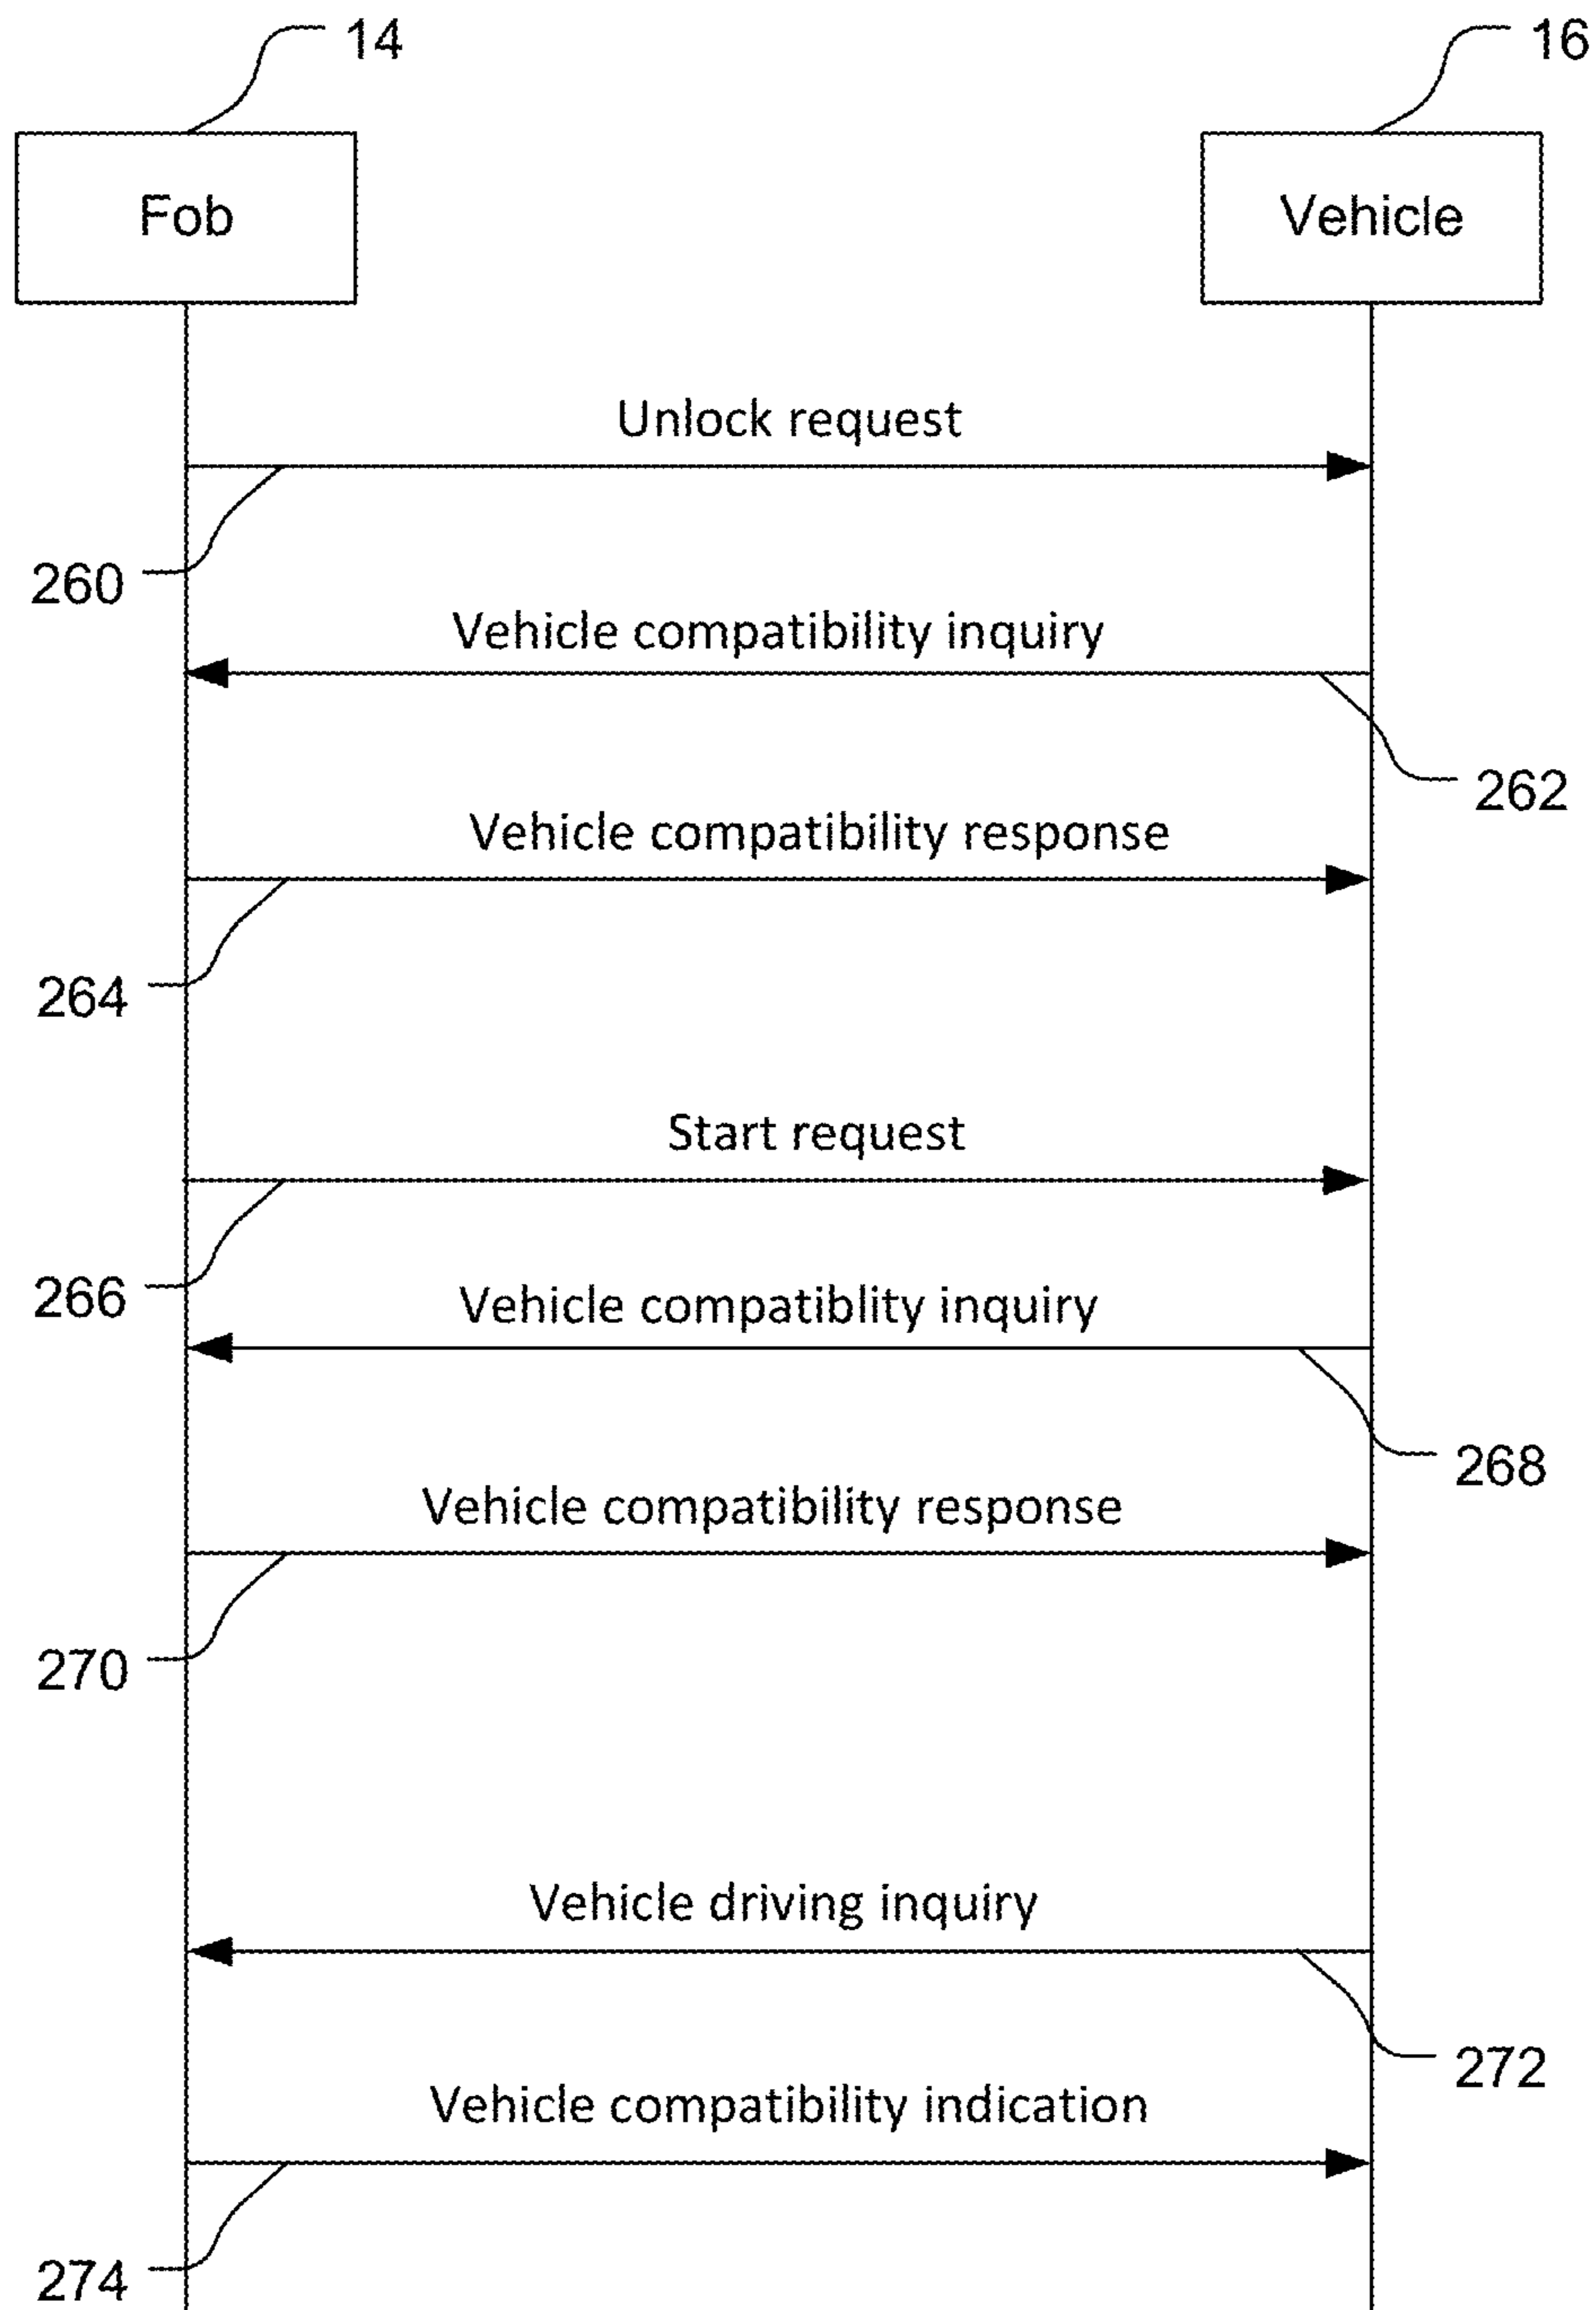 14
16
Fob
Vehicle
Unlock request
260
Vehicle compatibility inquiry
262
Vehicle compatibility response
264
Start request
266
Vehicle compatiblity inquiry
268
Vehicle compatibility response
270
Vehicle driving inquiry
272
Vehicle compatibility indication
274